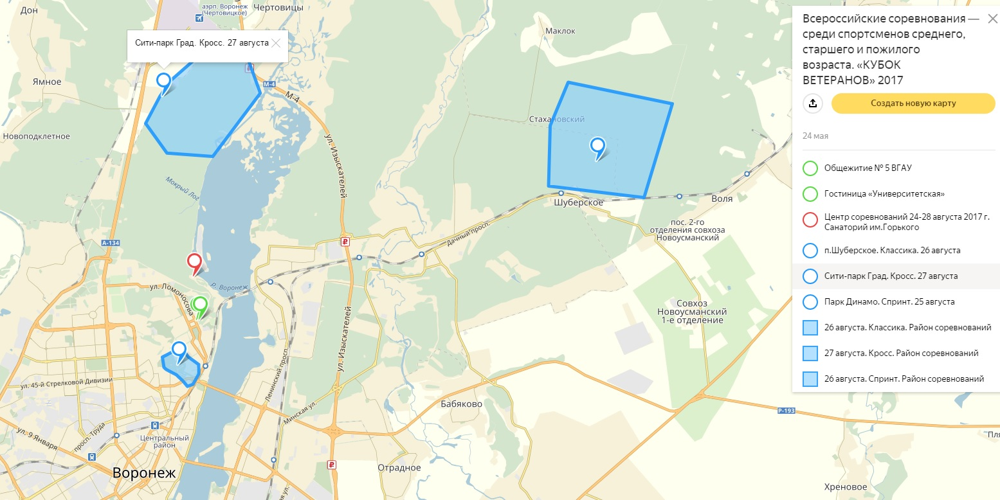 Дон
аэрп. Воронеж
(Чертовицкое)
Чертовицы
Маклок
Сити-парк Град. Кросс. 27 августа
Ямное
М-4
М-4
Новоподклетное
Стахановский
ул. Изыскателей
Мокрый Лог
Шуберское
Воля
пос. 2-го
отделения совхоза
Новоусманский
Дачный просп.
А-134
ул. Ломоносова
р. Воронеж
Совхоз
Новоусманский
1-е отделение
ул. Изыскателей
Ленинский просп.
ул. 45-й Стрелковой Дивизии
Минская ул.
Бабяково
Р-193
просп. Труда
ул. 9 Января
Центральный
район
Воронеж
Отрадное
Хреновое
Всероссийские соревнования —
среди спортсменов среднего,
старшего и пожилого
возраста. «КУБОК
ВЕТЕРАНОВ» 2017
Создать новую карту
24 мая
Общежитие № 5 ВГАУ
Гостиница «Университетская»
Центр соревнований 24-28 августа 2017 г.
Санаторий им.Горького
п.Шуберское. Классика. 26 августа
Сити-парк Град. Кросс. 27 августа
Парк Динамо. Спринт. 25 августа
26 августа. Классика. Район соревнований
27 августа. Кросс. Район соревнований
26 августа. Спринт. Район соревнований